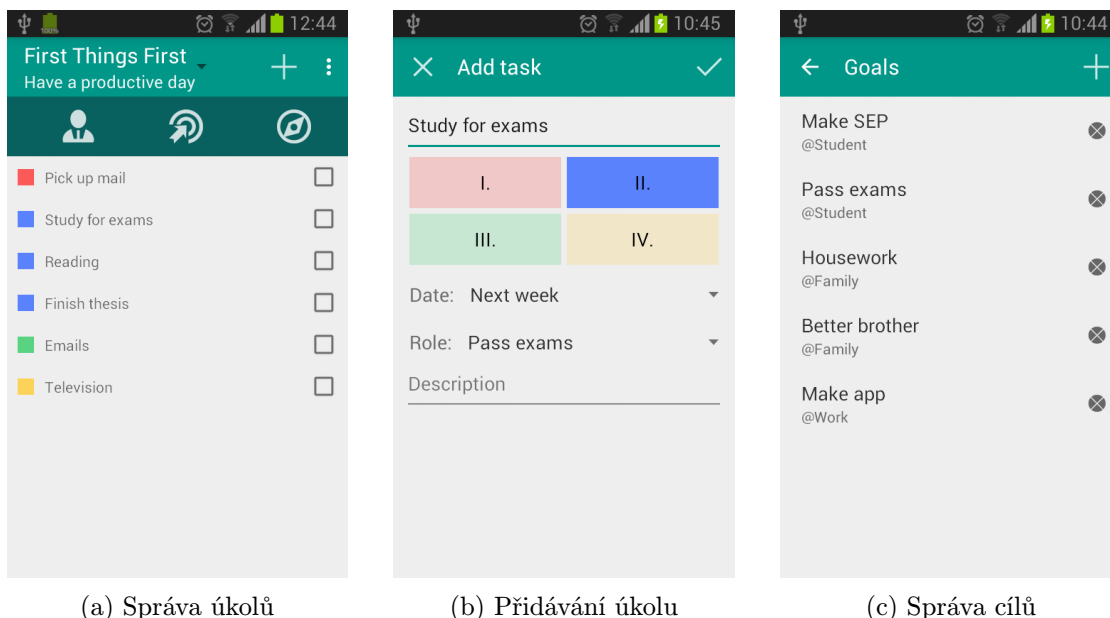 100%
12:44
First Things First
Have a productive day
Pick up mail
Study for exams
Reading
Finish thesis
Emails
Television
(a) Správa úkolů
10:45
Add task
Study for exams
I.
II.
III.
IV.
Date: Next week
Role: Pass exams
Description
(b) Přidávání úkolu
10:44
Goals
Make SEP
@Student
Pass exams
@Student
Housework
@Family
Better brother
@Family
Make app
@Work
(c) Správa cílů